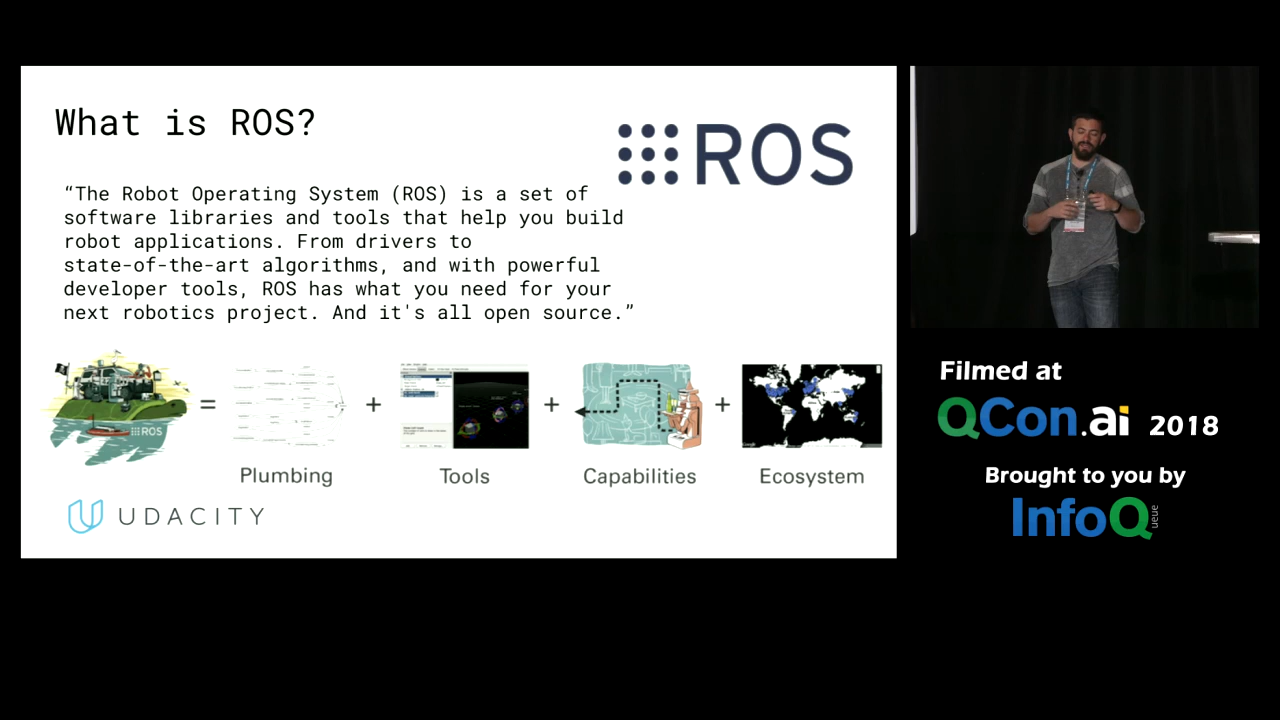 What is ROS?
ROS
“The Robot Operating System (ROS) is a set of
software libraries and tools that help you build
robot applications. From drivers to
state-of-the-art algorithms, and with powerful
developer tools, ROS has what you need for your
next robotics project. And it's all open source.”
ROS
= + + +
Plumbing Tools Capabilities Ecosystem
UDACITY
Filmed at
QCon.ai 2018
Brought to you by
InfoQueue